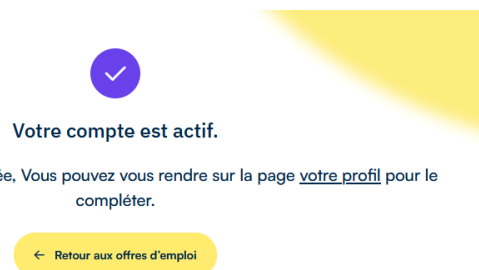 Votre compte est actif.
Vous pouvez vous rendre sur la page votre profil pour le
compléter.
← Retour aux offres d'emploi